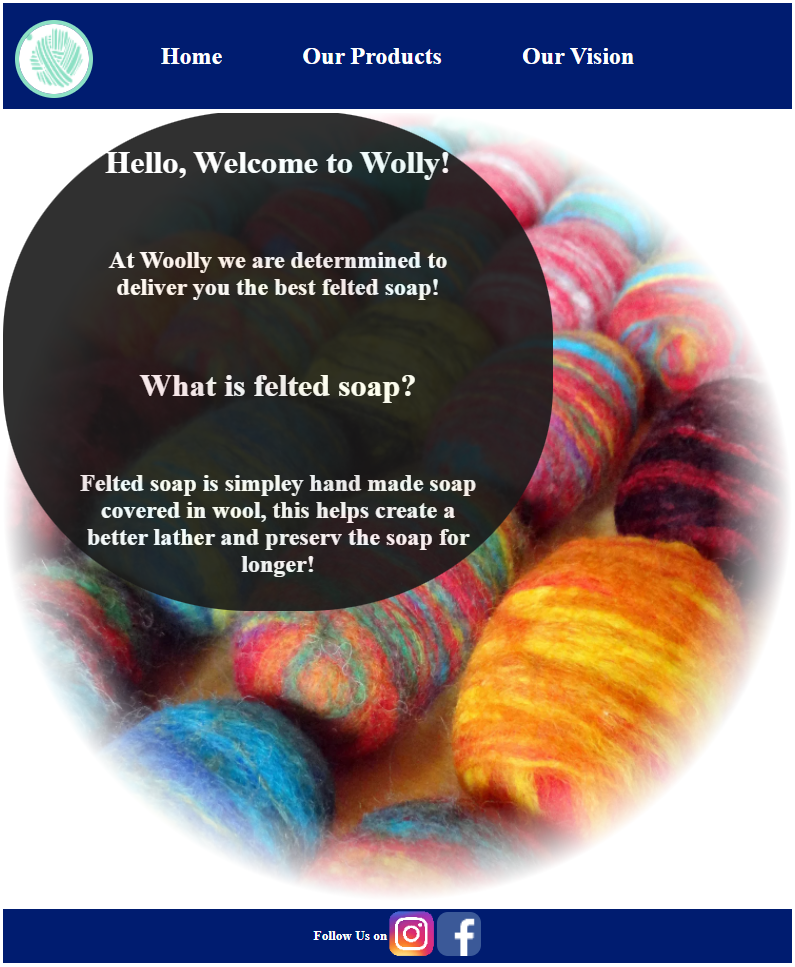 Home Our Products Our Vision
Hello, Welcome to Wolly!
At Woolly we are deternmined to
deliver you the best felted soap!
What is felted soap?
Felted soap is simpley hand made soap
covered in wool, this helps create a
better lather and preserv the soap for
longer!
Follow Us on